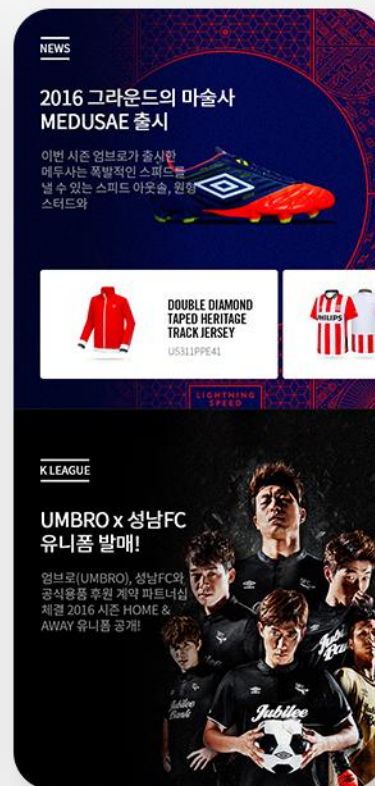 NEWS
2016 그라운드의 마술사
MEDUSAE 출시
이번 시즌 엄브로가 출시한
메두사는 폭발적인 스피드를
낼 수 있는 스피드 아웃솔, 원형
스터드와
DOUBLE DIAMOND
TAPED HERITAGE
TRACK JERSEY
US311PPE41
PHILIPS
LIGHTNING
SPEED
K LEAGUE
UMBRO x 성남FC
유니폼 발매!
엄브로(UMBRO), 성남FC와
공식용품 후원 계약 파트너십
체결 2016 시즌 HOME &
AWAY 유니폼 공개!
Jubilee
Bank
Jubilee
Jubilee